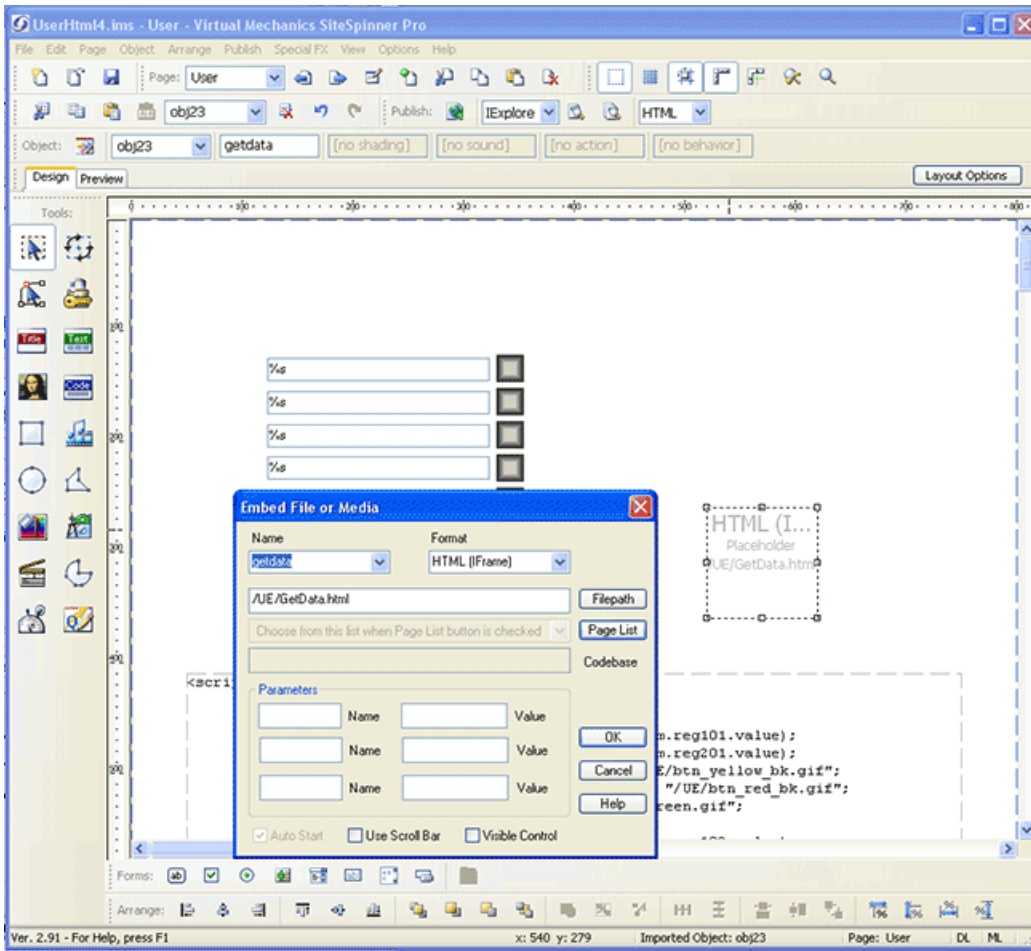 UserHtml4.ims - User - Virtual Mechanics SiteSpinner Pro
File Edit Page Object Arrange Publish Special FX View Options Help
Page: User
obj23 Publish: IExplore HTML
Object: obj23 getdata [no shading] [no sound] [no action] [no behavior]
Design Preview Layout Options
Tools:
Title Text
Code
%s
%s
%s
%s
HTML (I...
Placeholder
UE/GetData.htm
Embed File or Media
Name Format
getdata HTML (IFrame)
/UE/GetData.html Filepath
Choose from this list when Page List button is checked Page List
Codebase
Parameters
Name Value
Name Value
Name Value
OK
Cancel
Help
Auto Start Use Scroll Bar Visible Control
<scri
m.reg101.value);
m.reg201.value);
E/btn_yellow_bk.gif";
"/UE/btn_red_bk.gif";
reen.gif";
Forms:
Arrange:
Ver. 2.91 - For Help, press F1 x: 540 y: 279 Imported Object: obj23 Page: User DL ML